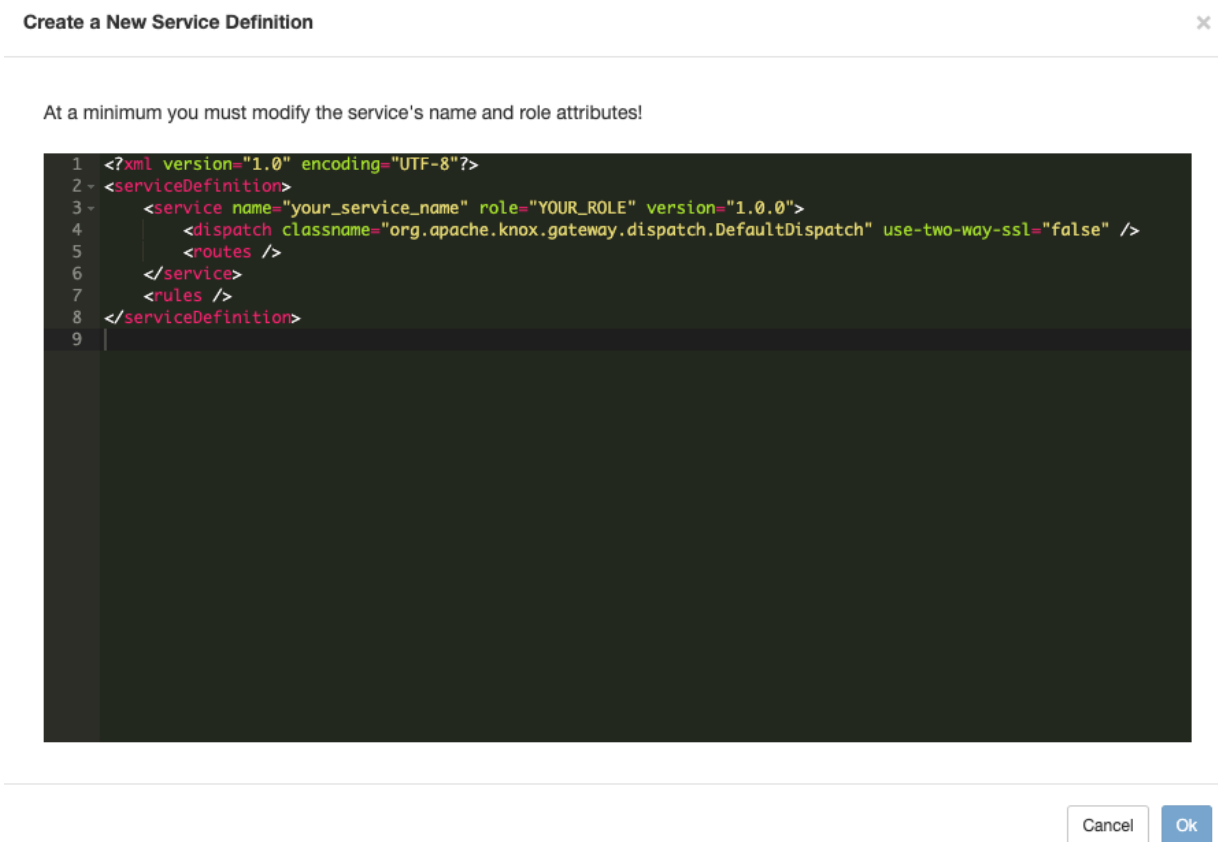 Create a New Service Definition ×
At a minimum you must modify the service's name and role attributes!
1 <?xml version="1.0" encoding="UTF-8"?>
2 <serviceDefinition>
3     <service name="your_service_name" role="YOUR_ROLE" version="1.0.0">
4         <dispatch classname="org.apache.knox.gateway.dispatch.DefaultDispatch" use-two-way-ssl="false" />
5         <routes />
6     </service>
7     <rules />
8 </serviceDefinition>
9
Cancel Ok